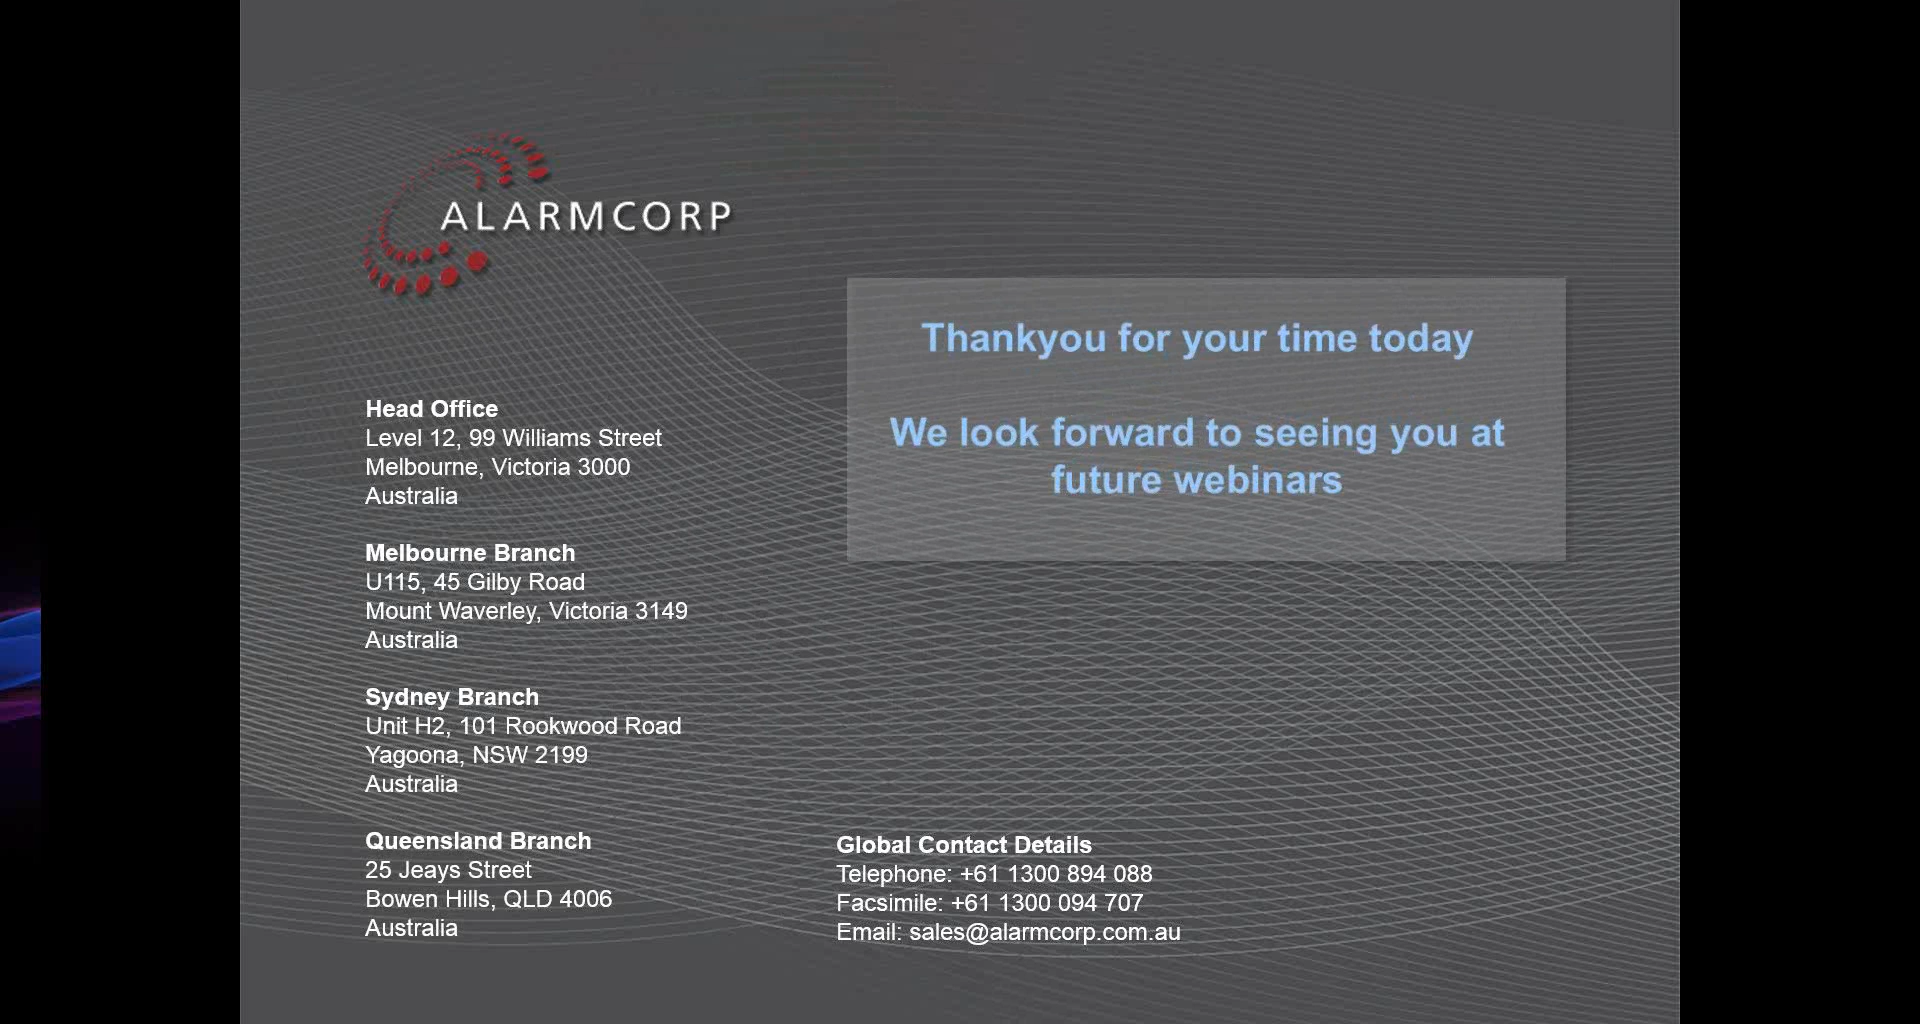 ALARMCORP
Thankyou for your time today
We look forward to seeing you at
future webinars
Head Office
Level 12, 99 Williams Street
Melbourne, Victoria 3000
Australia
Melbourne Branch
U115, 45 Gilby Road
Mount Waverley, Victoria 3149
Australia
Sydney Branch
Unit H2, 101 Rookwood Road
Yagoona, NSW 2199
Australia
Queensland Branch
25 Jeays Street
Bowen Hills, QLD 4006
Australia
Global Contact Details
Telephone: +61 1300 894 088
Facsimile: +61 1300 094 707
Email: sales@alarmcorp.com.au